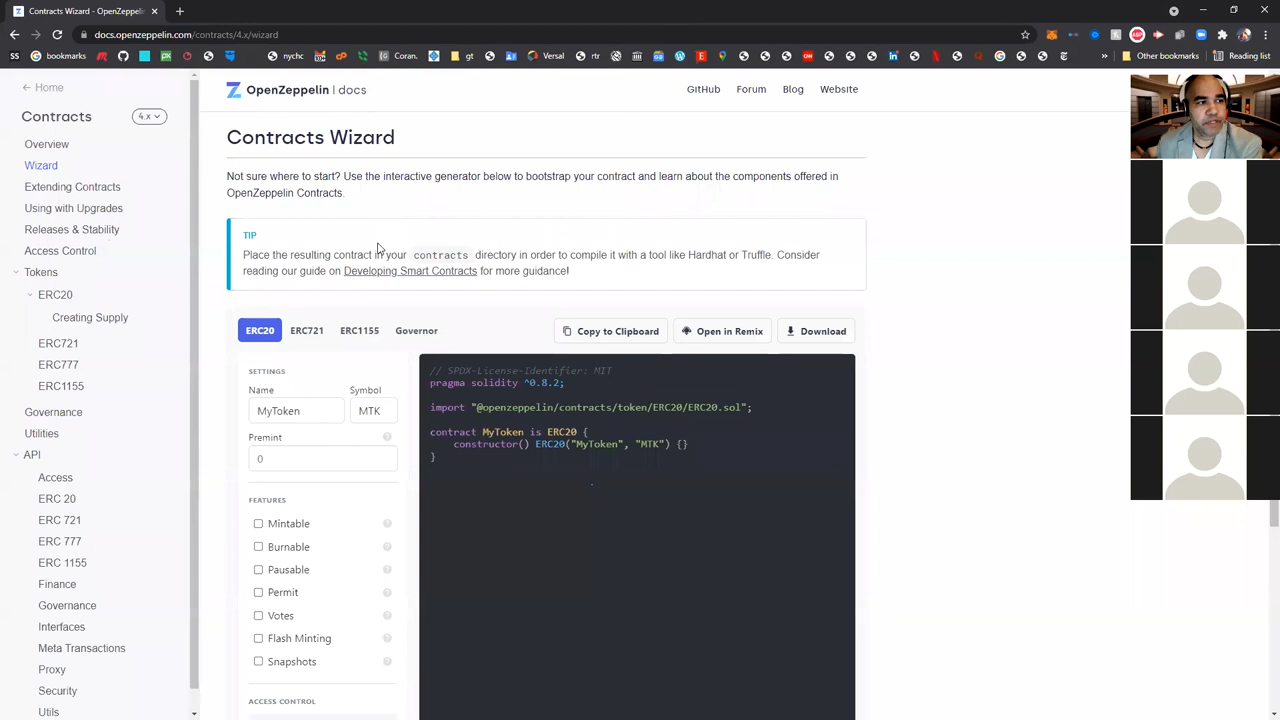 Contracts Wizard - OpenZeppelin
docs.openzeppelin.com/contracts/4.x/wizard
bookmarks
nychc
cp
Coran.
gt
Versal
rtr
Other bookmarks
Reading list
Home
Contracts
4.x
Overview
Wizard
Extending Contracts
Using with Upgrades
Releases & Stability
Access Control
Tokens
ERC20
Creating Supply
ERC721
ERC777
ERC1155
Governance
Utilities
API
Access
ERC 20
ERC 721
ERC 777
ERC 1155
Finance
Governance
Interfaces
Meta Transactions
Proxy
Security
Utils
OpenZeppelin | docs
GitHub
Forum
Blog
Website
Contracts Wizard
Not sure where to start? Use the interactive generator below to bootstrap your contract and learn about the components offered in
OpenZeppelin Contracts.
TIP
Place the resulting contract in your contracts directory in order to compile it with a tool like Hardhat or Truffle. Consider
reading our guide on Developing Smart Contracts for more guidance!
ERC20
ERC721
ERC1155
Governor
Copy to Clipboard
Open in Remix
Download
SETTINGS
Name
Symbol
MyToken
MTK
Premint
0
FEATURES
Mintable
Burnable
Pausable
Permit
Votes
Flash Minting
Snapshots
ACCESS CONTROL
// SPDX-License-Identifier: MIT
pragma solidity ^0.8.2;
import "@openzeppelin/contracts/token/ERC20/ERC20.sol";
contract MyToken is ERC20 {
constructor() ERC20("MyToken", "MTK") {}
}